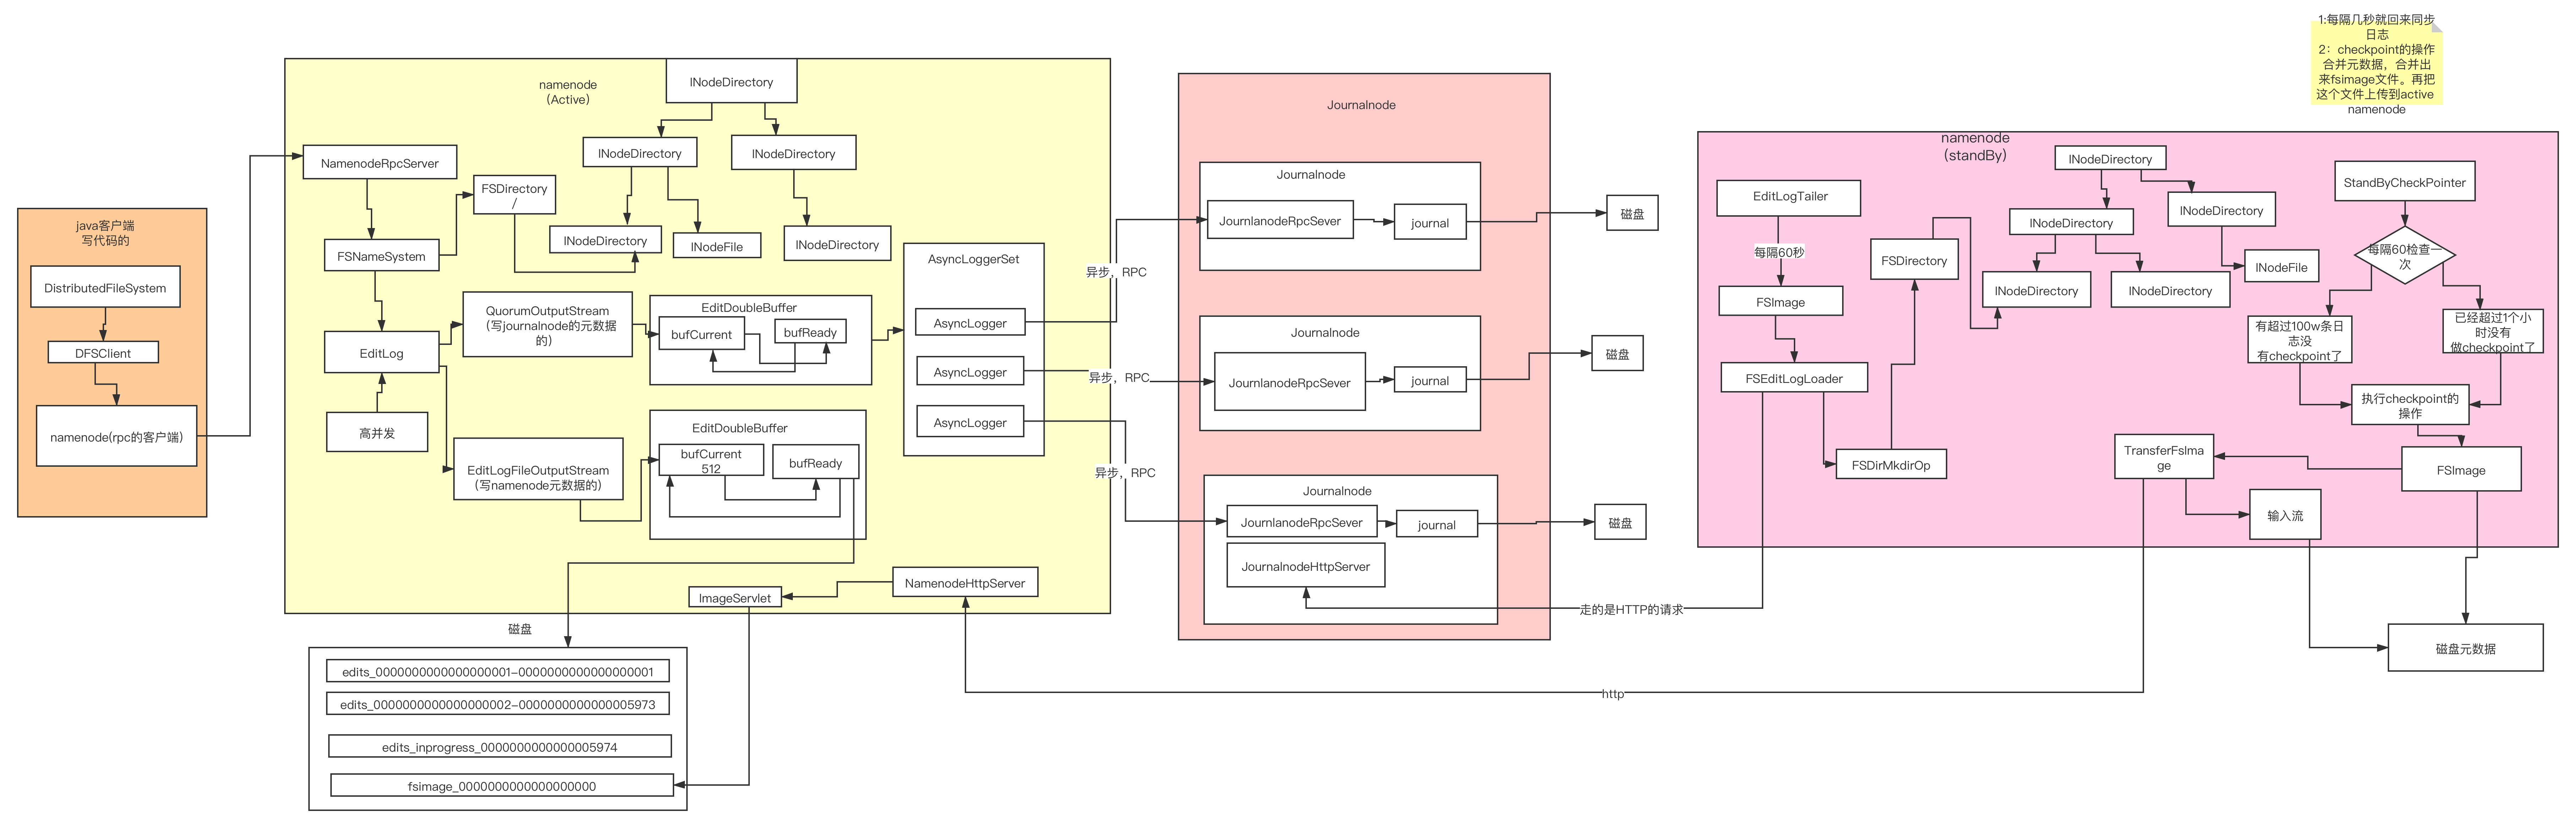 1:每隔几秒就回来同步
日志
2：checkpoint的操作
合并元数据，合并出
来fsimage文件。再把
这个文件上传到active
namenode
java客户端
写代码的
DistributedFileSystem
DFSClient
namenode(rpc的客户端)
namenode
（Active）
INodeDirectory
INodeDirectory
INodeDirectory
INodeDirectory
INodeFile
INodeDirectory
NamenodeRpcServer
FSDirectory
/
FSNameSystem
EditLog
高并发
QuorumOutputStream
（写journalnode的元数据
的）
EditDoubleBuffer
bufCurrent
bufReady
EditLogFileOutputStream
（写namenode元数据的）
EditDoubleBuffer
bufCurrent
512
bufReady
AsyncLoggerSet
AsyncLogger
AsyncLogger
AsyncLogger
NamenodeHttpServer
ImageServlet
异步，RPC
异步，RPC
异步，RPC
磁盘
edits_0000000000000000001-0000000000000000001
edits_0000000000000000002-0000000000000005973
edits_inprogress_0000000000000005974
fsimage_0000000000000000000
Journalnode
Journalnode
JournlanodeRpcSever
journal
磁盘
Journalnode
JournlanodeRpcSever
journal
磁盘
Journalnode
JournlanodeRpcSever
journal
磁盘
JournalnodeHttpServer
走的是HTTP的请求
http
namenode
（standBy）
EditLogTailer
每隔60秒
FSImage
FSEditLogLoader
FSDirMkdirOp
FSDirectory
INodeDirectory
INodeDirectory
INodeDirectory
INodeDirectory
INodeDirectory
INodeFile
StandByCheckPointer
每隔60检查一
次
有超过100w条日
志没
有checkpoint了
已经超过1个小
时没有
做checkpoint了
执行checkpoint的
操作
FSImage
TransferFsIma
ge
输入流
磁盘元数据